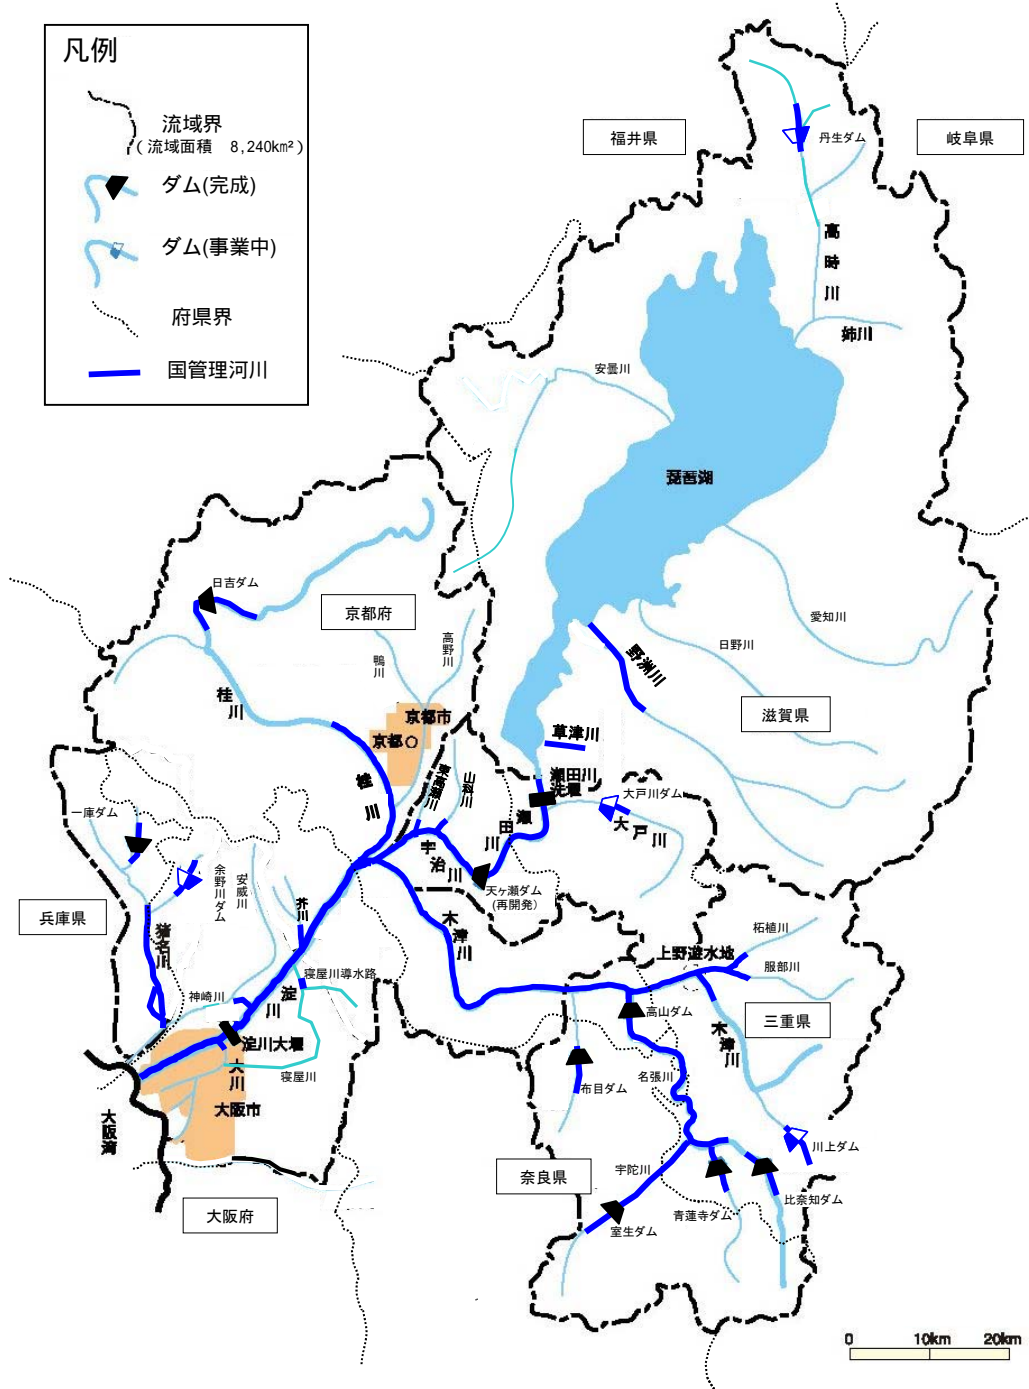 凡例
流域界
(流域面積 8,240km²)
ダム(完成)
ダム(事業中)
府県界
国管理河川
福井県
岐阜県
丹生ダム
高時川
姉川
安曇川
琵琶湖
日吉ダム
京都府
高野川
鴨川
愛知川
日野川
野洲川
滋賀県
桂川
京都市
京都
草津川
桂川
東高瀬川
山科川
瀬田川洗堰
大戸川ダム
大戸川
瀬田川
宇治川
天ヶ瀬ダム
(再開発)
一庫ダム
余野川ダム
安威川
芥川
兵庫県
猪名川
木津川
柘植川
上野遊水地
服部川
寝屋川導水路
神崎川
淀川
高山ダム
三重県
木津川
淀川大堰
大川
寝屋川
名張川
布目ダム
大阪市
大阪湾
川上ダム
奈良県
宇陀川
比奈知ダム
青蓮寺ダム
室生ダム
大阪府
0 10km 20km